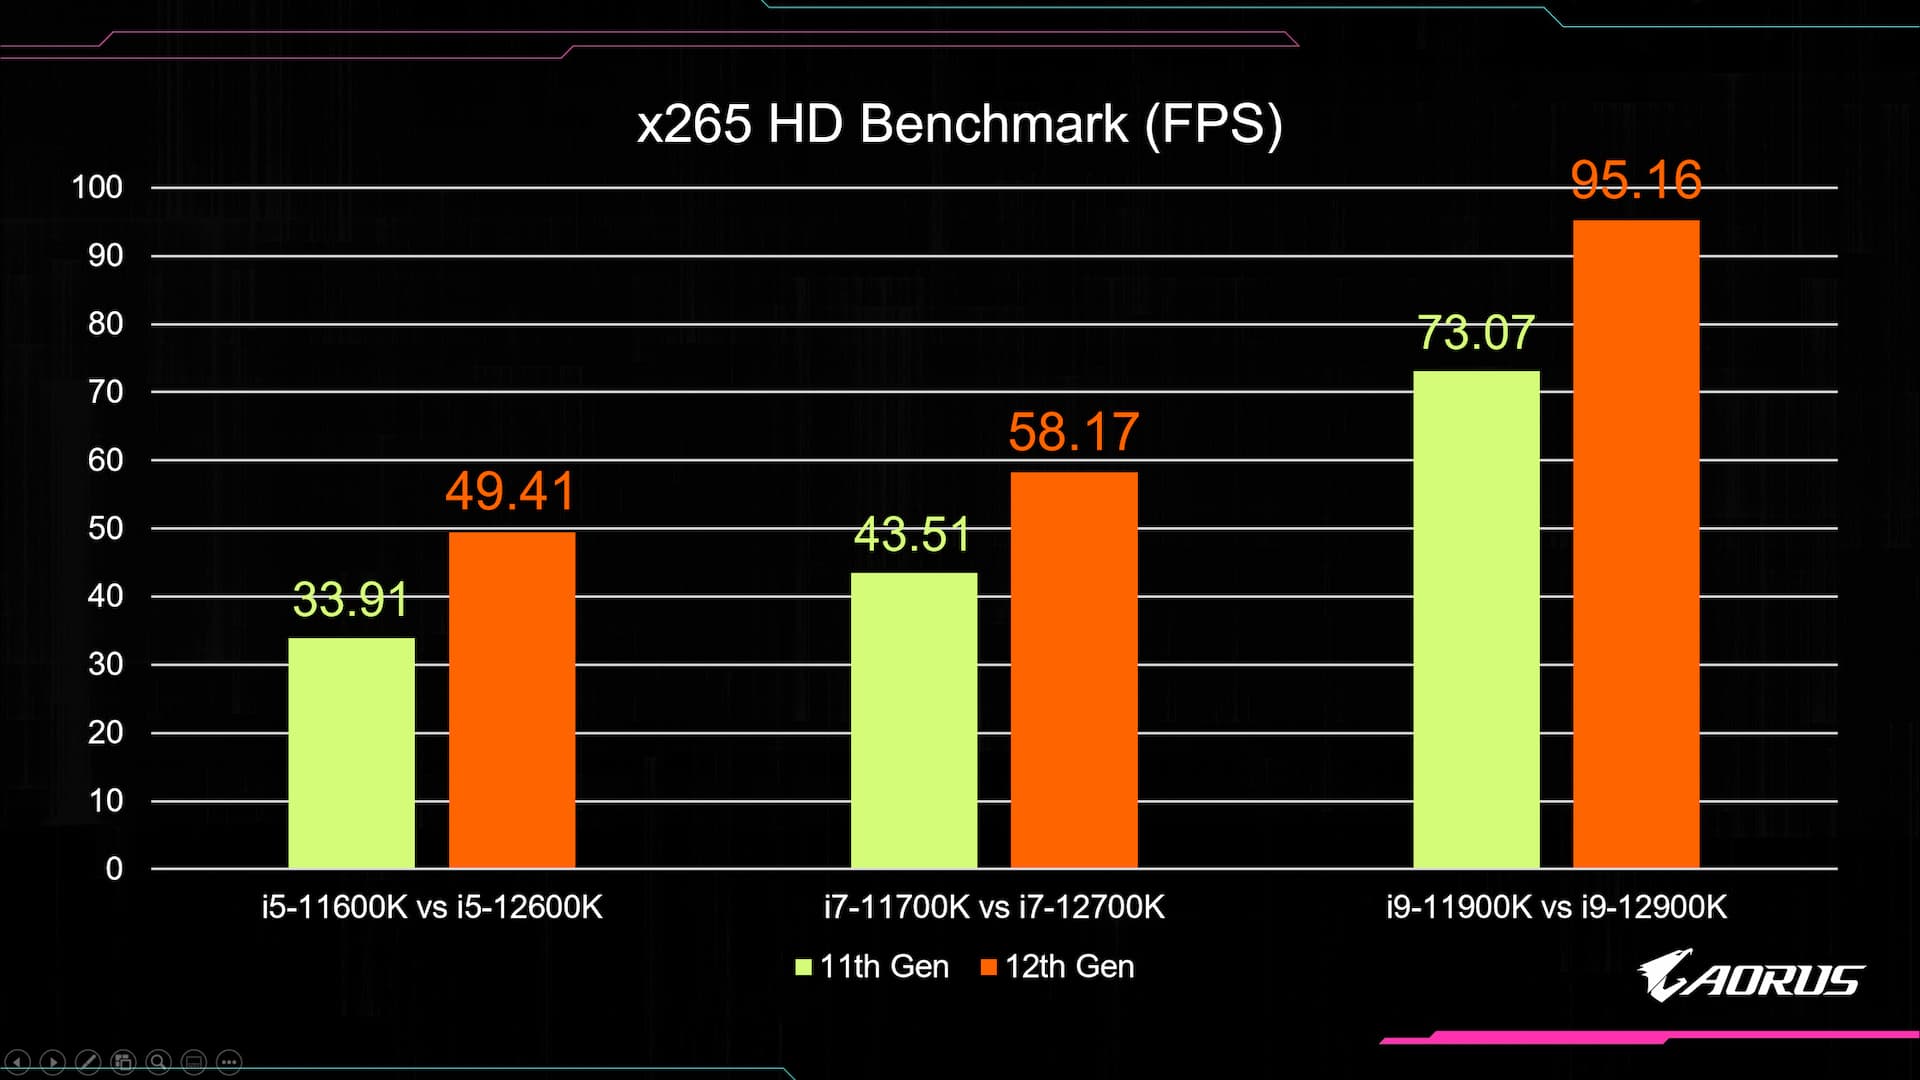 x265 HD Benchmark (FPS)
100
90
80
70
60
50
40
30
20
10
0
33.91
49.41
43.51
58.17
73.07
95.16
i5-11600K vs i5-12600K
i7-11700K vs i7-12700K
i9-11900K vs i9-12900K
11th Gen
12th Gen
AORUS